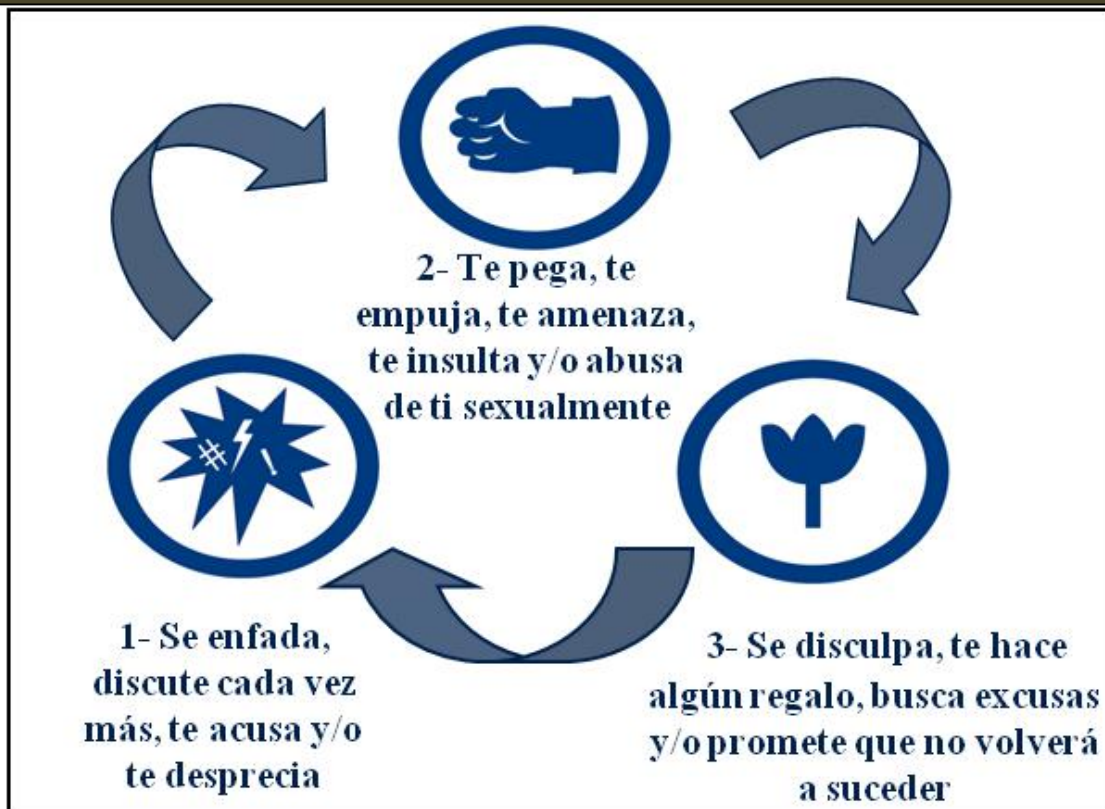 2- Te pega, te
empuja, te amenaza,
te insulta y/o abusa
de ti sexualmente
#
!
1- Se enfada,
discute cada vez
más, te acusa y/o
te desprecia
3- Se disculpa, te hace
algún regalo, busca excusas
y/o promete que no volverá
a suceder